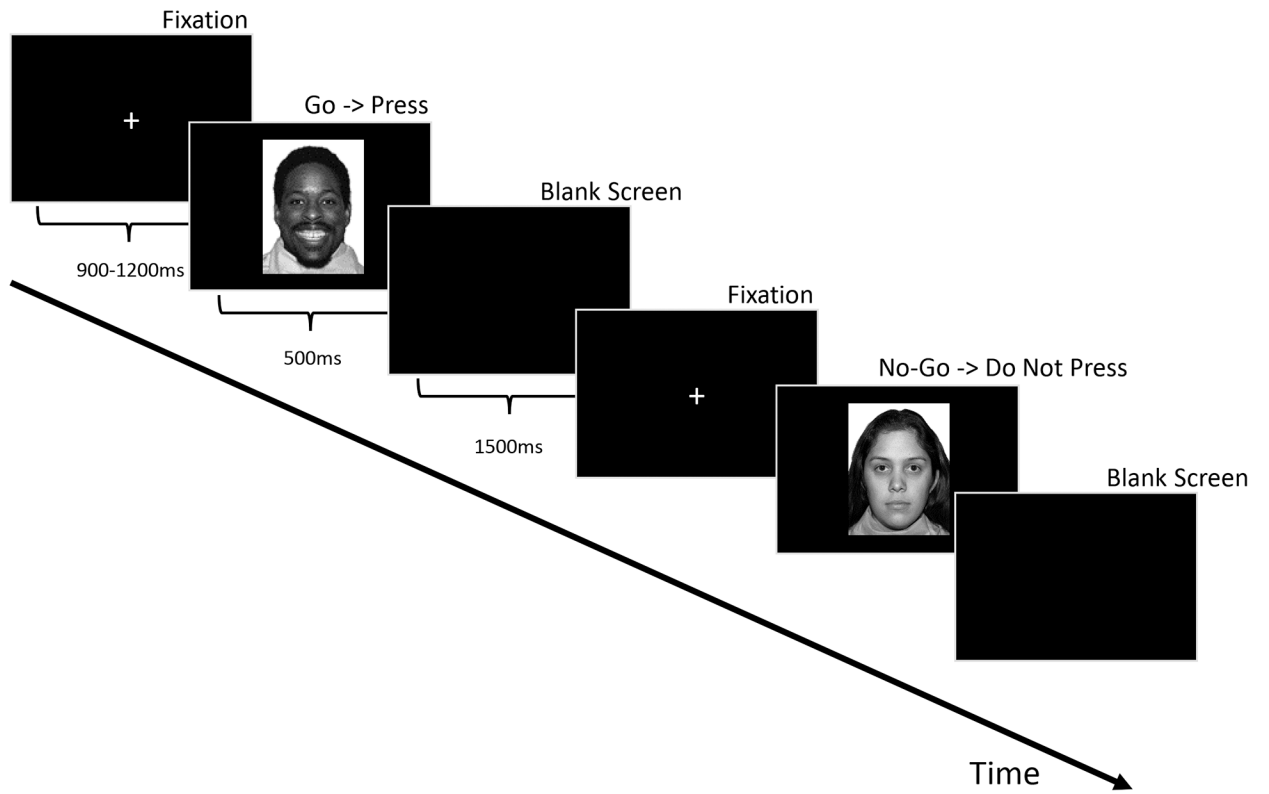 Fixation
+
900-1200ms
Go -> Press
500ms
Blank Screen
1500ms
Fixation
+
No-Go -> Do Not Press
Blank Screen
Time